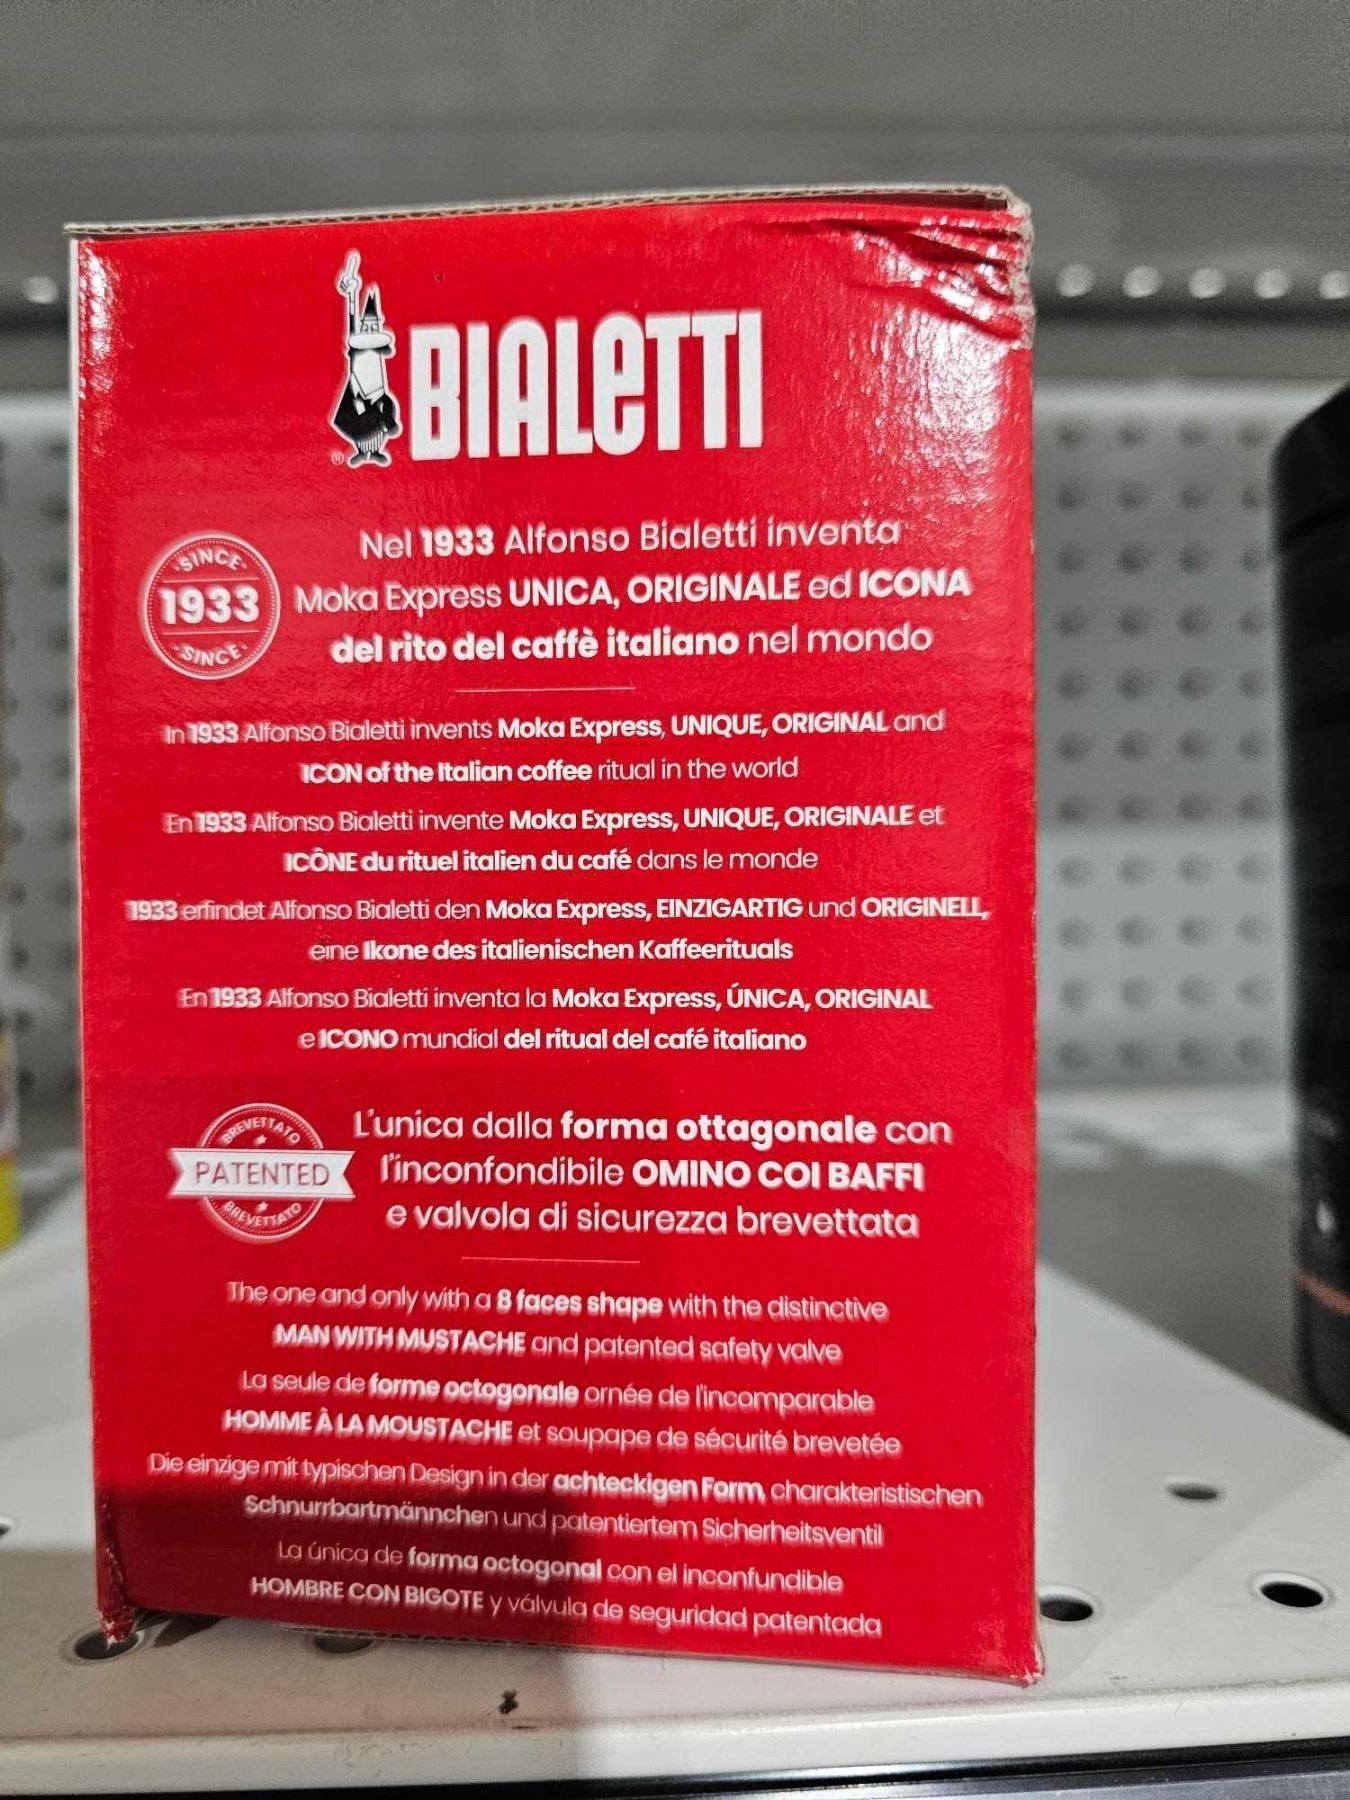 BIALETTI
®
SINCE
1933
SINCE
Nel 1933 Alfonso Bialetti inventa
Moka Express UNICA, ORIGINALE ed ICONA
del rito del caffè italiano nel mondo
In 1933 Alfonso Bialetti invents Moka Express, UNIQUE, ORIGINAL and
ICON of the Italian coffee ritual in the world
En 1933 Alfonso Bialetti invente Moka Express, UNIQUE, ORIGINALE et
ICÔNE du rituel italien du café dans le monde
1933 erfindet Alfonso Bialetti den Moka Express, EINZIGARTIG und ORIGINELL,
eine Ikone des italienischen Kaffeerituals
En 1933 Alfonso Bialetti inventa la Moka Express, ÚNICA, ORIGINAL
e ICONO mundial del ritual del café italiano
BREVETTATO
PATENTED
BREVETTATO
L'unica dalla forma ottagonale con
l'inconfondibile OMINO COI BAFFI
e valvola di sicurezza brevettata
The one and only with a 8 faces shape with the distinctive
MAN WITH MUSTACHE and patented safety valve
La seule de forme octogonale ornée de l'incomparable
HOMME À LA MOUSTACHE et soupape de sécurité brevetée
Die einzige mit typischen Design in der achteckigen Form, charakteristischen
Schnurrbartmännchen und patentiertem Sicherheitsventil
La única de forma octogonal con el inconfundible
HOMBRE CON BIGOTE y válvula de seguridad patentada